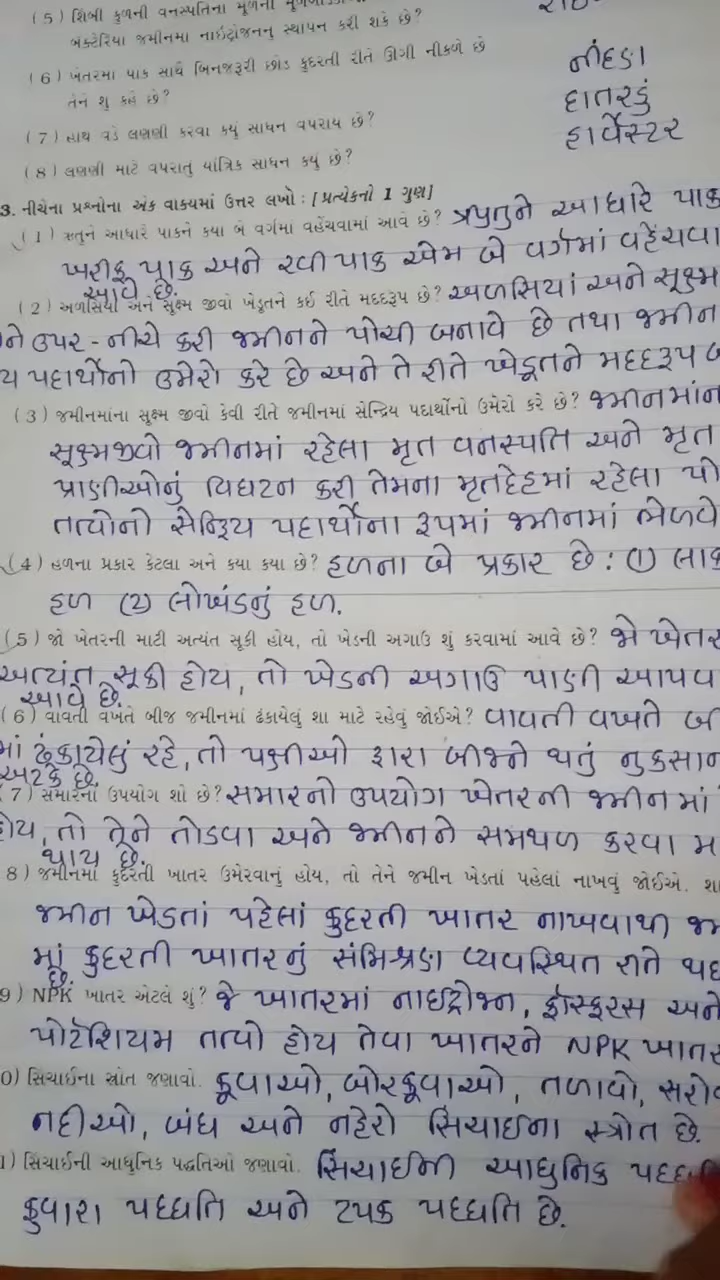 (5) શિમ્બી કુળની વનસ્પતિના મૂળની
બેક્ટેરિયા જમીનમાં નાઇટ્રોજનનું સ્થાપન કરી શકે છે?
(6) ખેતરમાં પાક સાથે બિનજરૂરી છોડ કુદરતી રીતે ઊગી નીકળે છે
તેને શું કહે છે? નીંદણ
(7) હાથ વડે લણણી કરવા કયું સાધન વપરાય છે? દાતરડું
(8) લણણી માટે વપરાતું યાંત્રિક સાધન કયું છે? હાર્વેસ્ટર
3. નીચેના પ્રશ્નોના એક વાક્યમાં ઉત્તર લખો : [પ્રત્યેકનો 1 ગુણ]
(1) ઋતુને આધારે પાકને કયા બે વર્ગમાં વહેંચવામાં આવે છે? ઋતુને આધારે પાક
ખરીફ પાક અને રવી પાક એમ બે વર્ગમાં વહેંચવા
આવે છે.
(2) અળસિયાં અને સૂક્ષ્મ જીવો ખેડૂતને કઈ રીતે મદદરૂપ છે? અળસિયાં અને સૂક્ષ્મ
ને ઉપર-નીચે કરી જમીનને પોચી બનાવે છે તથા જમીન
ય પદાર્થોનો ઉમેરો કરે છે અને તે રીતે ખેડૂતને મદદરૂપ બ
(3) જમીનમાંના સૂક્ષ્મ જીવો કેવી રીતે જમીનમાં સેન્દ્રિય પદાર્થોનો ઉમેરો કરે છે? જમીનમાંન
સૂક્ષ્મજીવો જમીનમાં રહેલા મૃત વનસ્પતિ અને મૃત
પ્રાણીઓનું વિઘટન કરી તેમના મૃતદેહમાં રહેલા પો
તત્વોનો સેન્દ્રિય પદાર્થોના રૂપમાં જમીનમાં ભેળવે
(4) હળના પ્રકાર કેટલા અને કયા કયા છે? હળના બે પ્રકાર છે : (1) લાક
હળ (2) લોખંડનું હળ.
(5) જો ખેતરની માટી અત્યંત સૂકી હોય, તો ખેડની અગાઉ શું કરવામાં આવે છે? જો ખેતર
અત્યંત સૂકી હોય, તો ખેડની અગાઉ પાણી આપવ
આવે છે.
(6) વાવતી વખતે બીજ જમીનમાં ઢંકાયેલું શા માટે રહેવું જોઈએ? વાવતી વખતે બી
માં ઢંકાયેલું રહે, તો પક્ષીઓ દ્વારા બીજને થતું નુકસાન
અટકે છે.
(7) સમારનો ઉપયોગ શો છે? સમારનો ઉપયોગ ખેતરની જમીનમાં
હોય, તો તેને તોડવા અને જમીનને સમથળ કરવા મ
થાય છે.
8) જમીનમાં કુદરતી ખાતર ઉમેરવાનું હોય, તો તેને જમીન ખેડતાં પહેલાં નાખવું જોઈએ. શા
જમીન ખેડતાં પહેલાં કુદરતી ખાતર નાખવાથી જમ
માં કુદરતી ખાતરનું સંમિશ્રણ વ્યવસ્થિત રીતે થઇ
છે.
9) NPK ખાતર એટલે શું? જે ખાતરમાં નાઈટ્રોજન, ફૉસ્ફરસ અને
પોટૅશિયમ તત્વો હોય તેવા ખાતરને NPK ખાતર
0) સિંચાઈના સ્રોત જણાવો. કૂવાઓ, બોરકૂવાઓ, તળાવો, સરોવ
નદીઓ, બંધ અને નહેરો સિંચાઈના સ્ત્રોત છે.
1) સિંચાઈની આધુનિક પદ્ધતિઓ જણાવો. સિંચાઈની આધુનિક
ફુવારા પધ્ધતિ અને ટપક પધ્ધતિ છે.